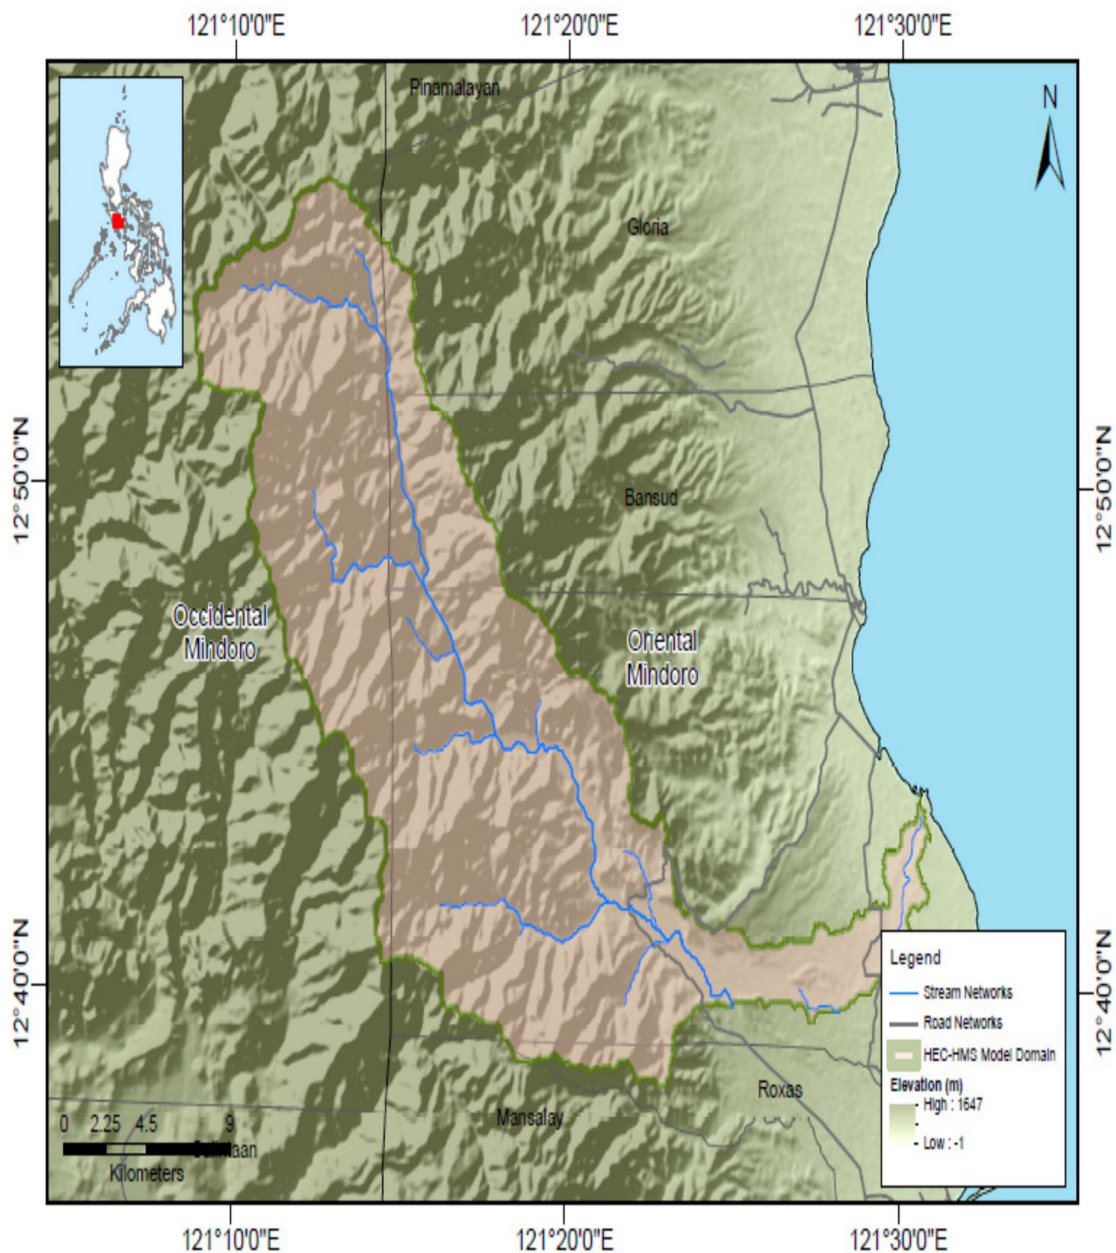 121°10'0"E
121°20'0"E
121°30'0"E
Pinamalayan
N
Gloria
12°50'0"N
12°50'0"N
Bansud
Occidental
Mindoro
Oriental
Mindoro
12°40'0"N
12°40'0"N
Legend
Stream Networks
Road Networks
HEC-HMS Model Domain
Elevation (m)
High : 1647
Low : -1
Roxas
Mansalay
0 2.25 4.5 9
Kilometers
121°10'0"E
121°20'0"E
121°30'0"E